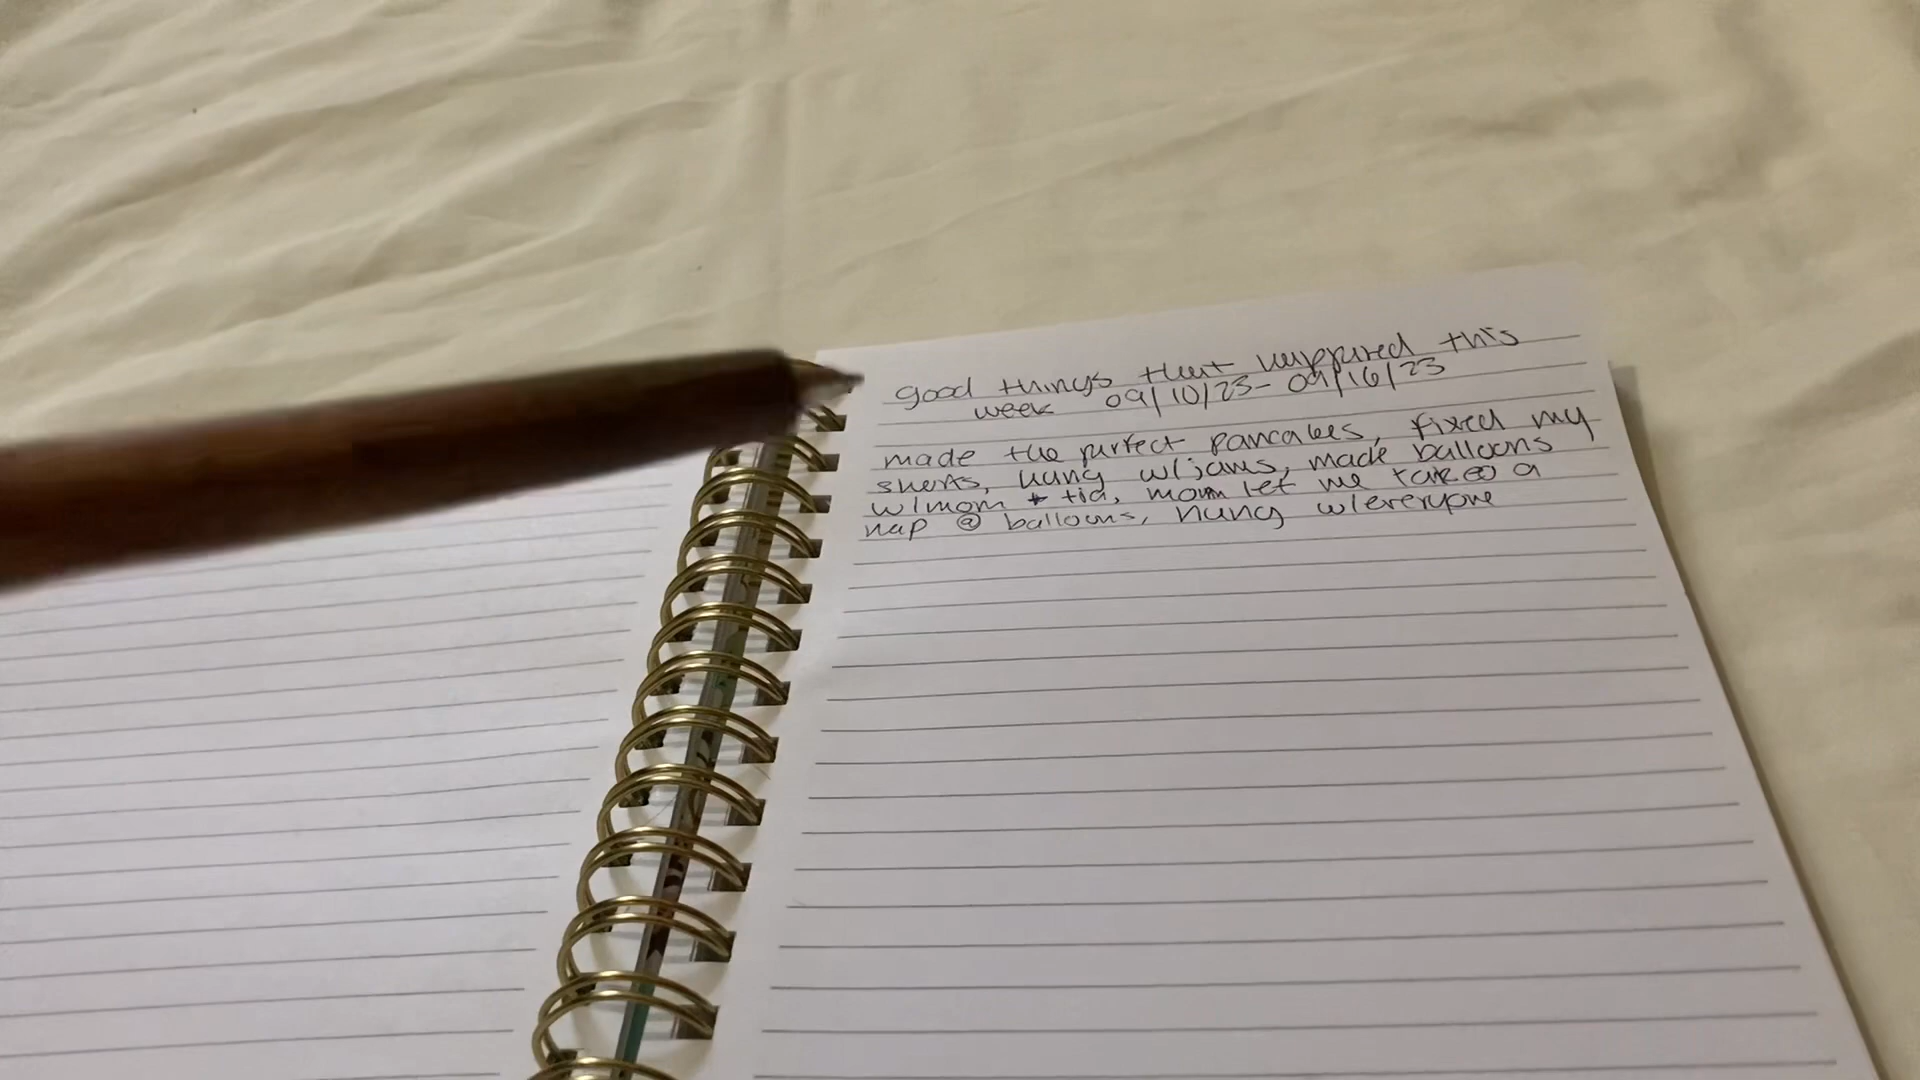 good things that happened this
week 09/10/23 - 09/16/23
made the perfect pancakes, fixed my
sheets, hung w/jams, made balloons
w/mom + tia, mom let me take a
nap @ balloons, hung w/everyone